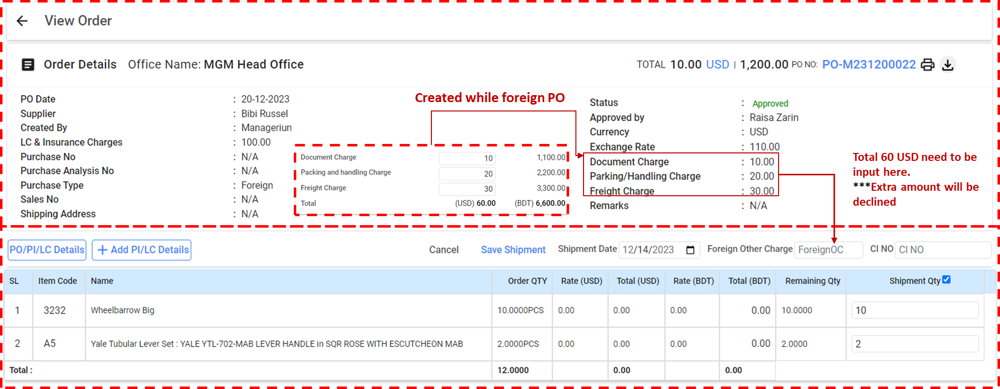 View Order
Order Details Office Name: MGM Head Office
TOTAL 10.00 USD | 1,200.00 PO NO: PO-M231200022
Created while foreign PO
PO Date : 20-12-2023
Supplier : Bibi Russel
Created By : Manageriun
LC & Insurance Charges : 100.00
Purchase No : N/A
Purchase Analysis No : N/A
Purchase Type : Foreign
Sales No : N/A
Shipping Address : N/A
Document Charge 10 1,100.00
Packing and handling Charge 20 2,200.00
Freight Charge 30 3,300.00
Total (USD) 60.00 (BDT) 6,600.00
Status : Approved
Approved by : Raisa Zarin
Currency : USD
Exchange Rate : 110.00
Document Charge : 10.00
Parking/Handling Charge : 20.00
Freight Charge : 30.00
Remarks : N/A
Total 60 USD need to be
input here.
***Extra amount will be
declined
PO/PI/LC Details + Add PI/LC Details Cancel Save Shipment Shipment Date 12/14/2023 Foreign Other Charge ForeignOC CI NO CI NO
SL Item Code Name Order QTY Rate (USD) Total (USD) Rate (BDT) Total (BDT) Remaining Qty Shipment Qty
1 3232 Wheelbarrow Big 10.0000PCS 0.00 0.00 0.00 0.00 10.0000 10
2 A5 Yale Tubular Lever Set : YALE YTL-702-MAB LEVER HANDLE in SQR ROSE WITH ESCUTCHEON MAB 2.0000PCS 0.00 0.00 0.00 0.00 2.0000 2
Total : 12.0000 0.00 0.00